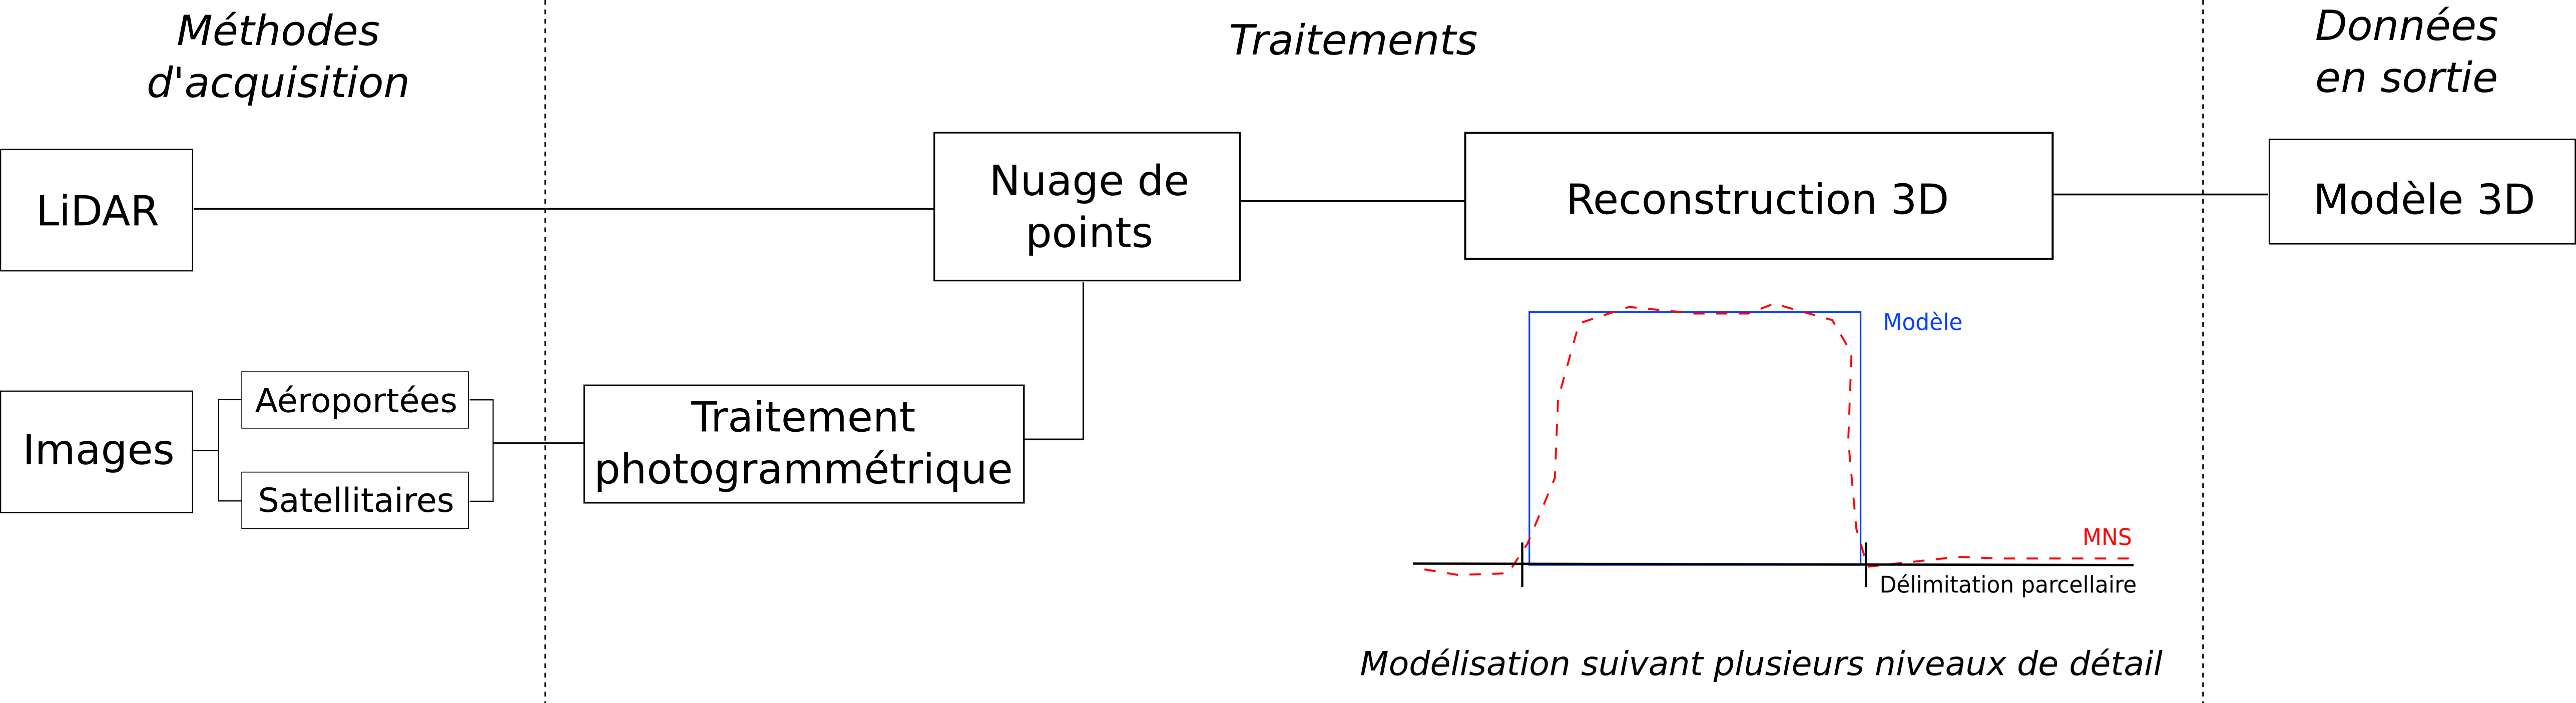 Méthodes
d'acquisition
Traitements
Données
en sortie
LiDAR
Nuage de
points
Reconstruction 3D
Modèle 3D
Images
Aéroportées
Satellitaires
Traitement
photogrammétrique
Modèle
MNS
Délimitation parcellaire
Modélisation suivant plusieurs niveaux de détail